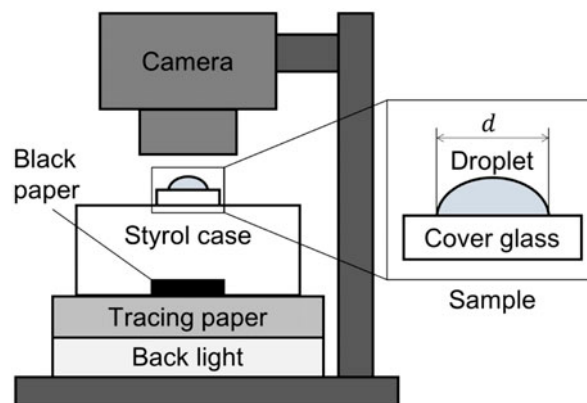 Camera
Black
paper
Styrol case
Tracing paper
Back light
d
Droplet
Cover glass
Sample